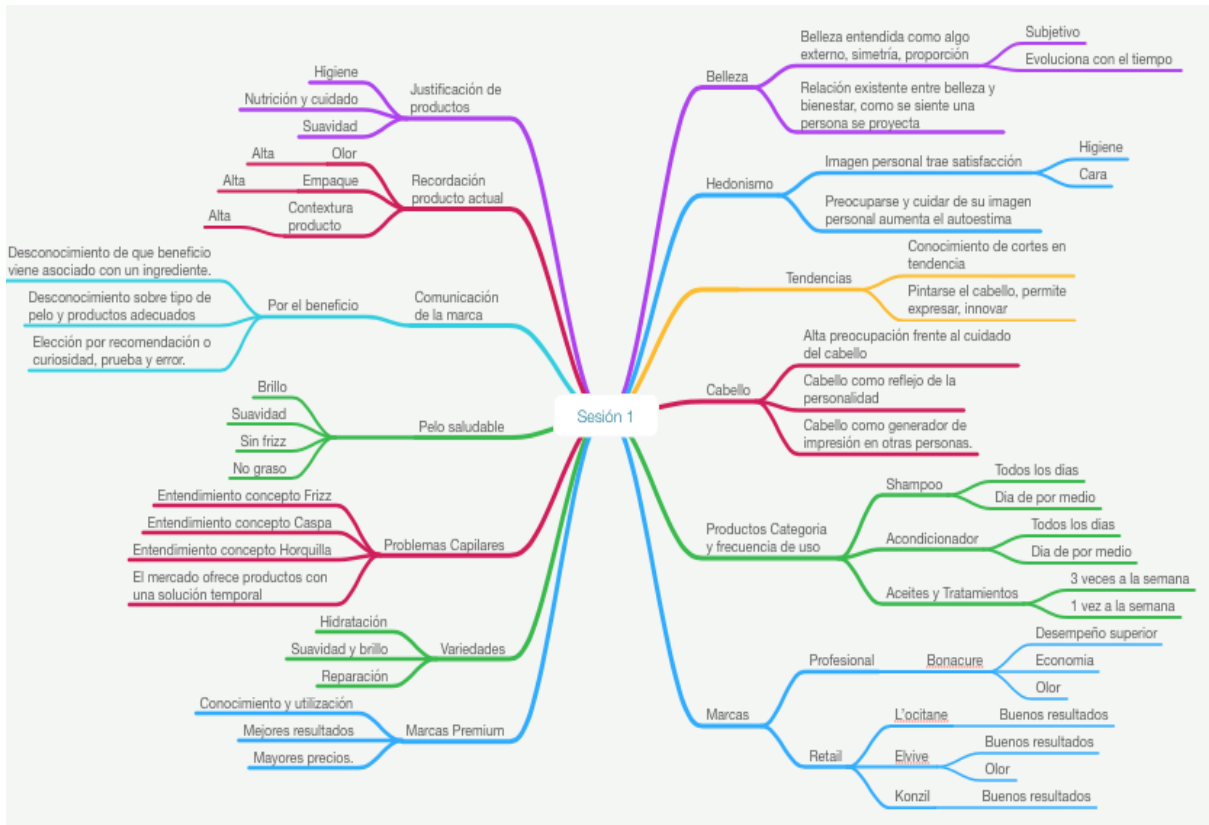 Sesión 1
Justificación de
productos
Higiene
Nutrición y cuidado
Suavidad
Recordación
producto actual
Olor
Alta
Empaque
Alta
Contextura
producto
Alta
Comunicación
de la marca
Por el beneficio
Desconocimiento de que beneficio
viene asociado con un ingrediente.
Desconocimiento sobre tipo de
pelo y productos adecuados
Elección por recomendación o
curiosidad, prueba y error.
Pelo saludable
Brillo
Suavidad
Sin frizz
No graso
Problemas Capilares
Entendimiento concepto Frizz
Entendimiento concepto Caspa
Entendimiento concepto Horquilla
El mercado ofrece productos con
una solución temporal
Variedades
Hidratación
Suavidad y brillo
Reparación
Marcas Premium
Conocimiento y utilización
Mejores resultados
Mayores precios.
Belleza
Belleza entendida como algo
externo, simetría, proporción
Subjetivo
Evoluciona con el tiempo
Relación existente entre belleza y
bienestar, como se siente una
persona se proyecta
Hedonismo
Imagen personal trae satisfacción
Higiene
Cara
Preocuparse y cuidar de su imagen
personal aumenta el autoestima
Tendencias
Conocimiento de cortes en
tendencia
Pintarse el cabello, permite
expresar, innovar
Cabello
Alta preocupación frente al cuidado
del cabello
Cabello como reflejo de la
personalidad
Cabello como generador de
impresión en otras personas.
Productos Categoria
y frecuencia de uso
Shampoo
Todos los dias
Dia de por medio
Acondicionador
Todos los dias
Dia de por medio
Aceites y Tratamientos
3 veces a la semana
1 vez a la semana
Marcas
Profesional
Bonacure
Desempeño superior
Economia
Olor
Retail
L'ocitane
Buenos resultados
Elvive
Buenos resultados
Olor
Konzil
Buenos resultados